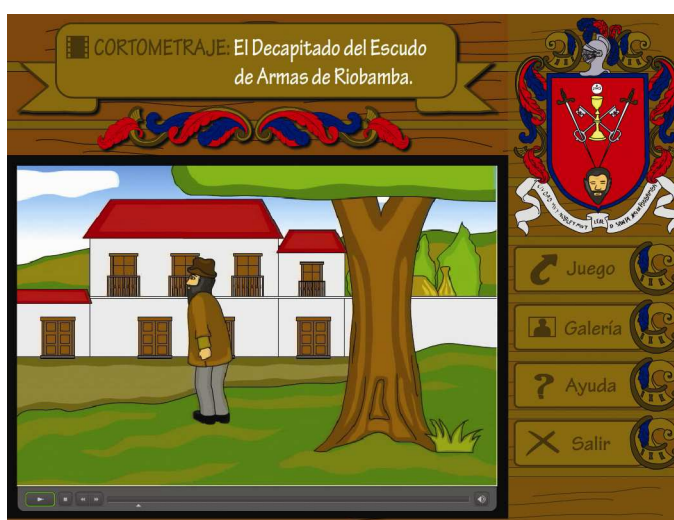 CORTOMETRAJE: El Decapitado del Escudo
de Armas de Riobamba.
Juego
Galería
Ayuda
Salir